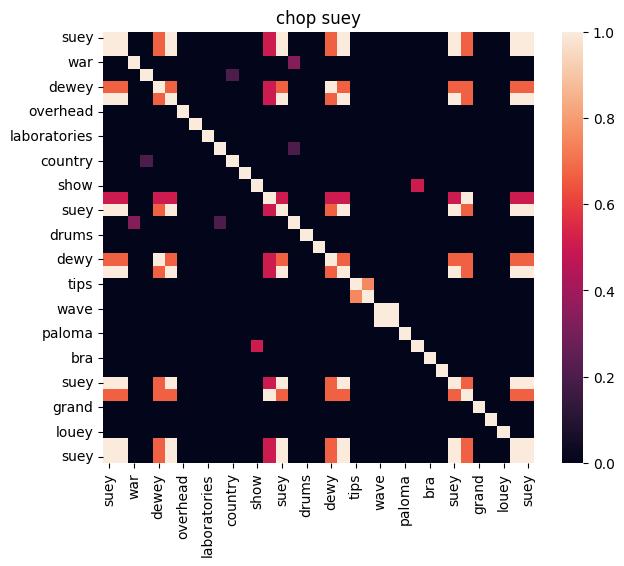 chop suey
suey
war
dewey
overhead
laboratories
country
show
suey
drums
dewy
tips
wave
paloma
bra
suey
grand
louey
suey
1.0
0.8
0.6
0.4
0.2
0.0
suey
war
dewey
overhead
laboratories
country
show
suey
drums
dewy
tips
wave
paloma
bra
suey
grand
louey
suey